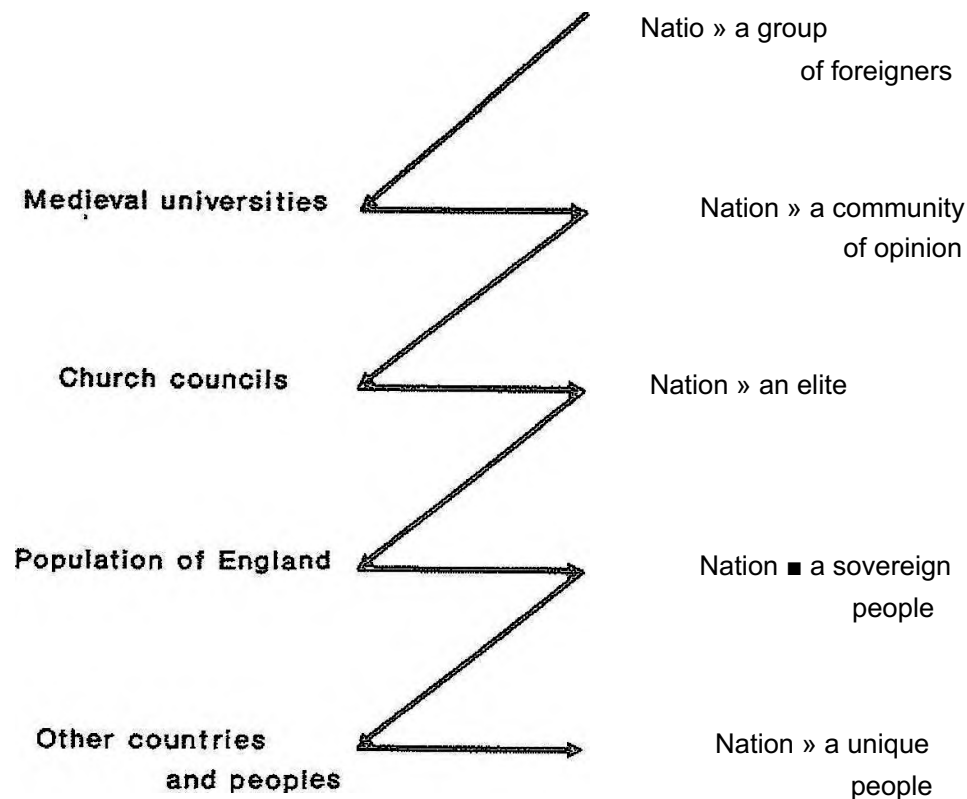 Natio » a group
of foreigners
Medieval universities
Nation » a community
of opinion
Church councils
Nation » an elite
Population of England
Nation ■ a sovereign
people
Other countries
and peoples
Nation » a unique
people